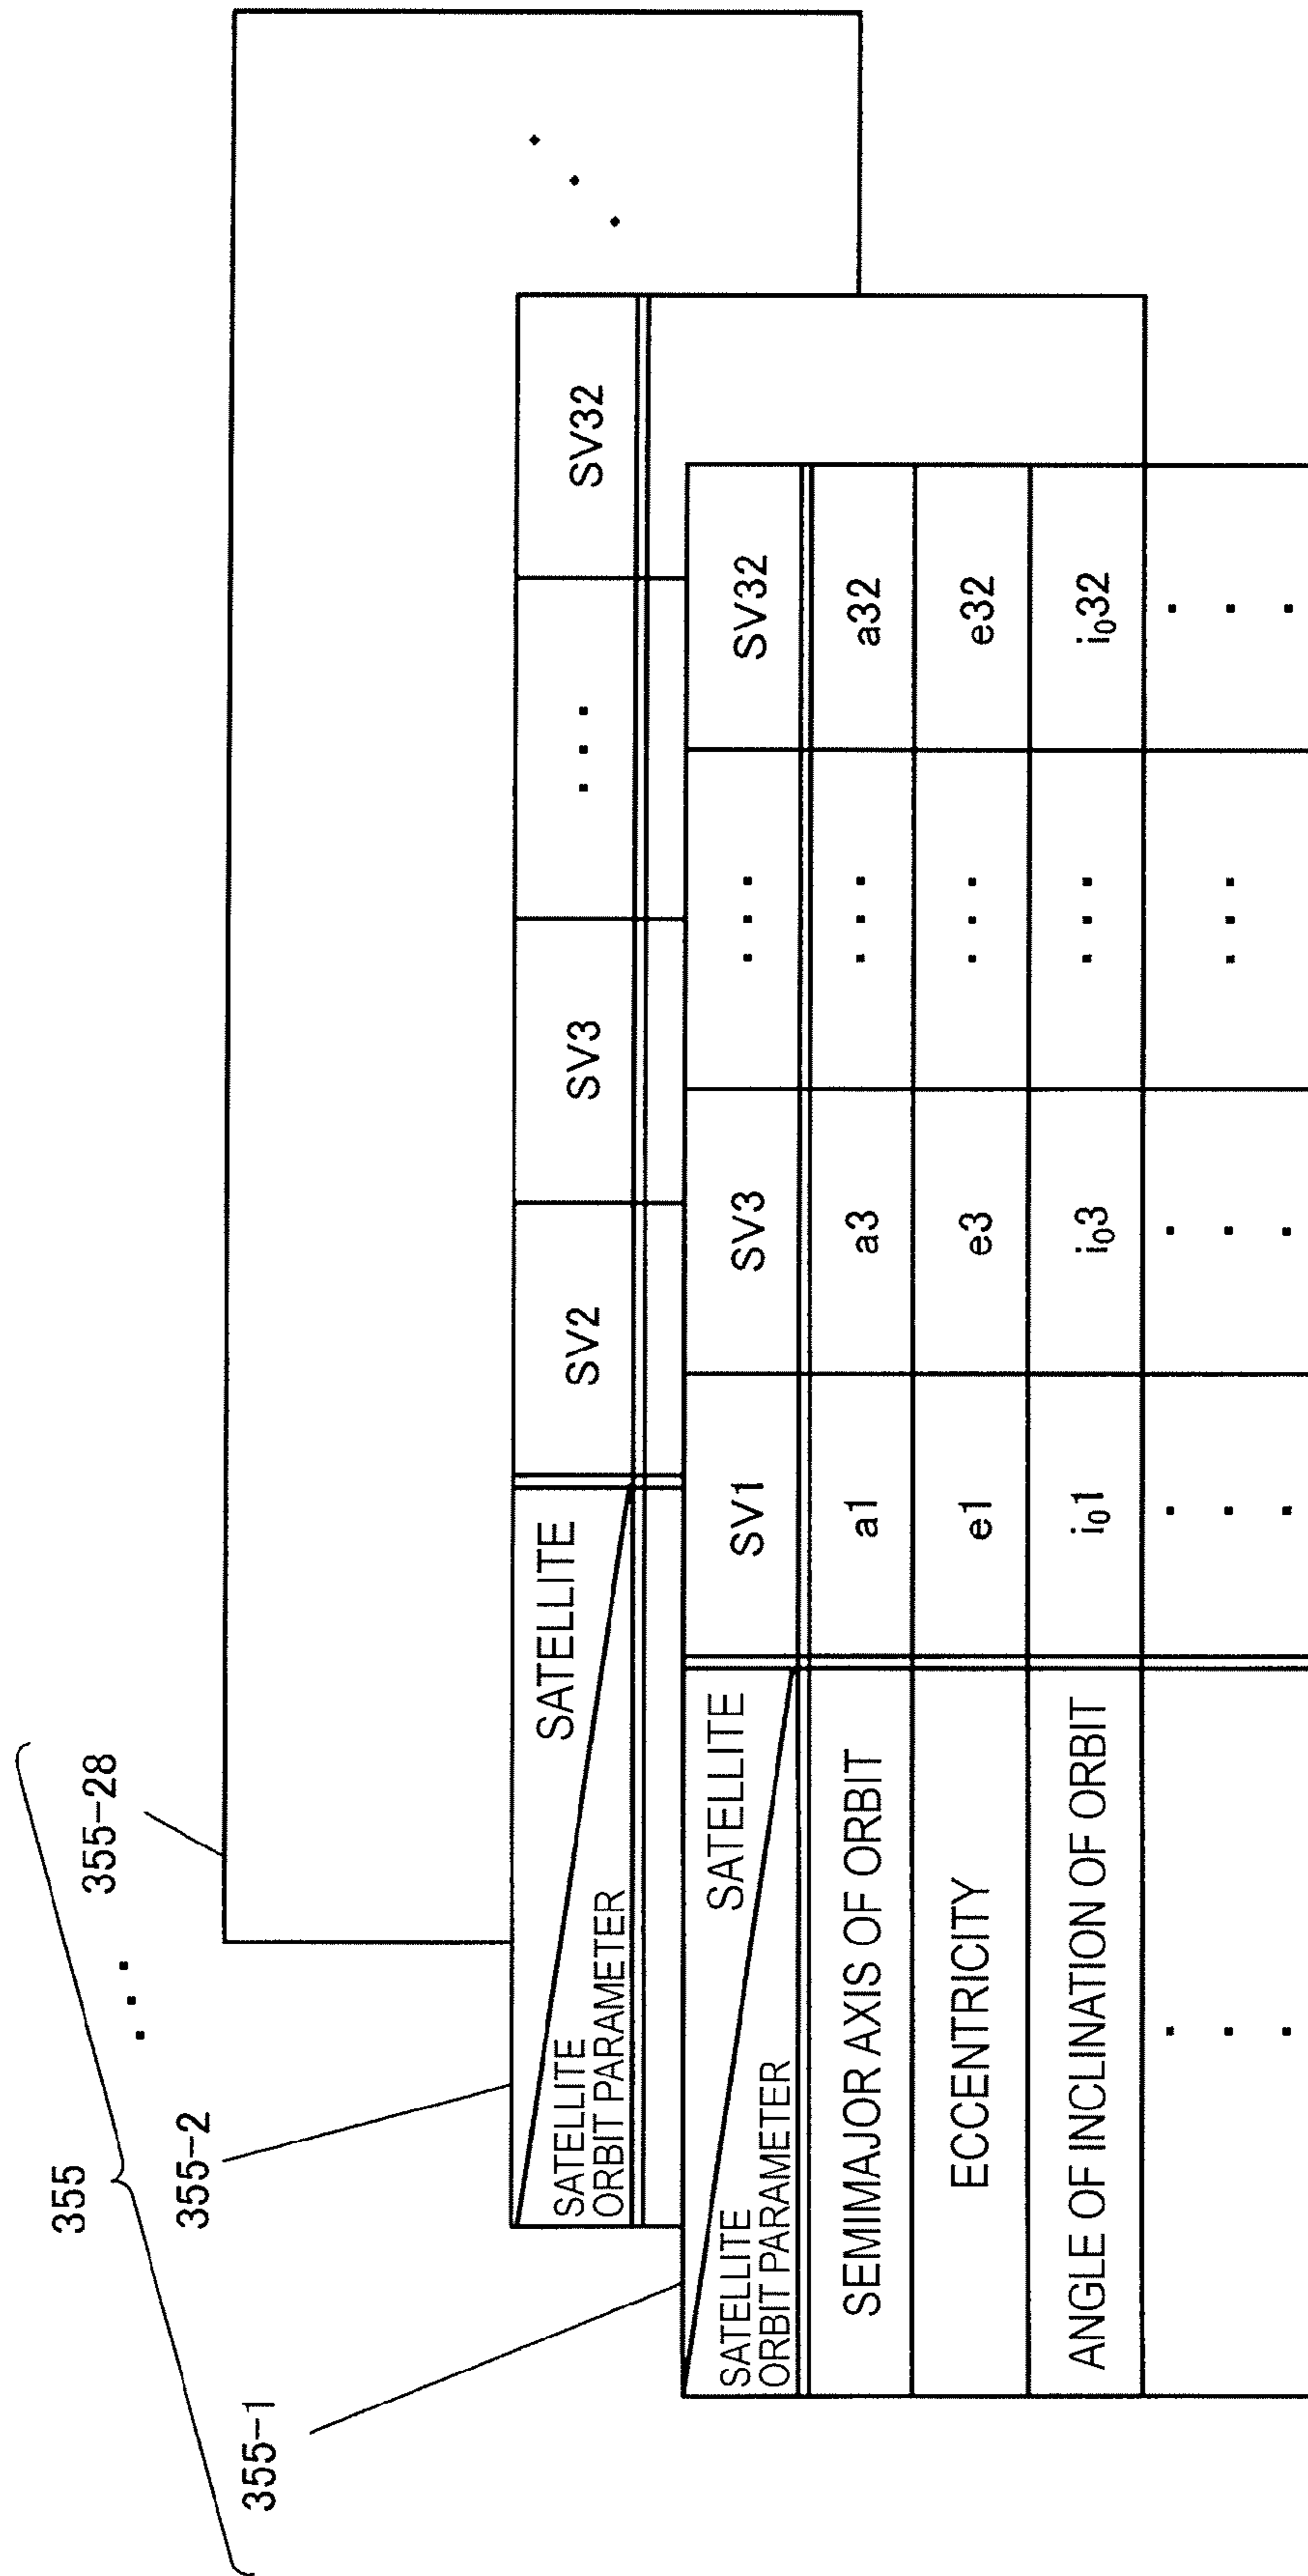 355
355-1
355-2
. . .
355-28
SATELLITE
SATELLITE
ORBIT PARAMETER
SV2
SV3
. . .
SV32
. . .
SATELLITE
SATELLITE
ORBIT PARAMETER
SV1
SV3
. . .
SV32
SEMIMAJOR AXIS OF ORBIT
a1
a3
. . .
a32
ECCENTRICITY
e1
e3
. . .
e32
ANGLE OF INCLINATION OF ORBIT
i₀1
i₀3
. . .
i₀32
. . .
. . .
. . .
. . .
. . .